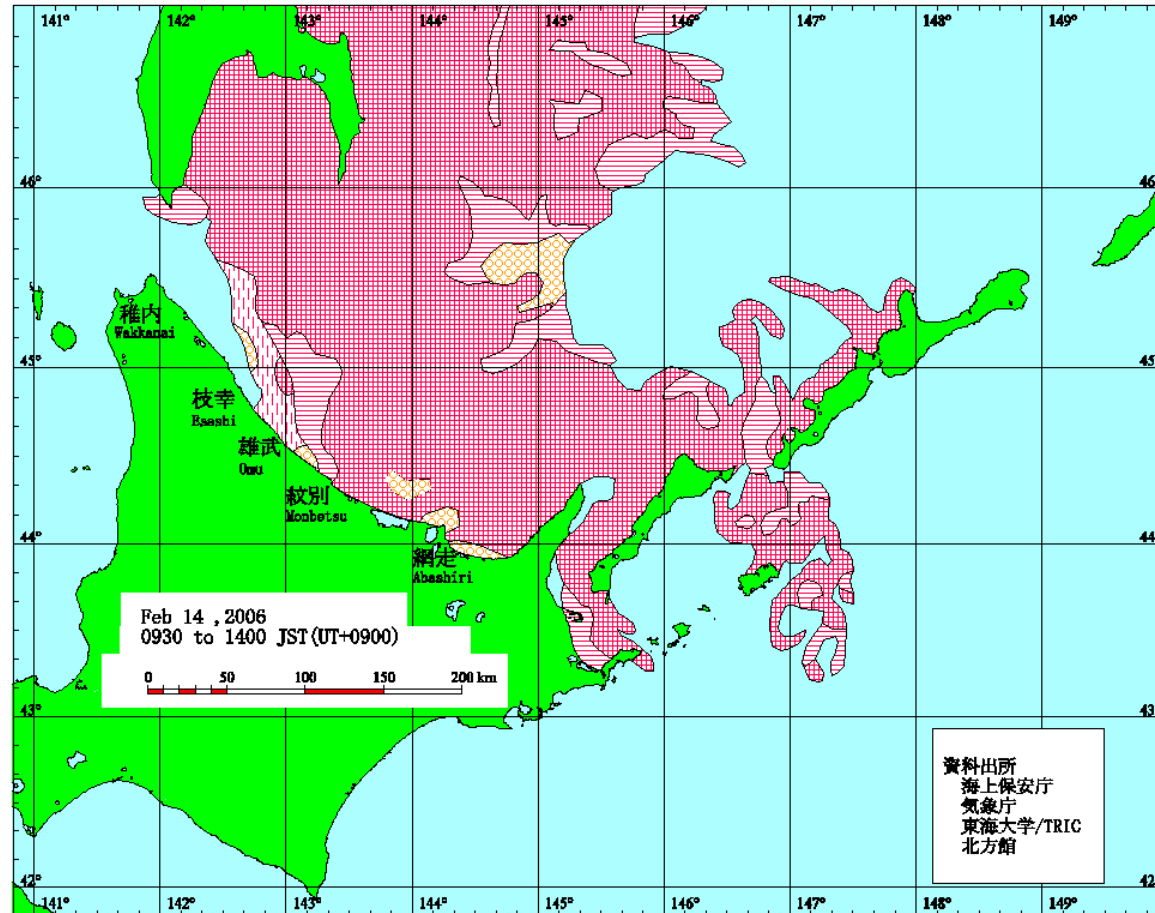 141° 142° 143° 144° 145° 146° 147° 148° 149°
46° 46°
稚内
Wakkanai
45° 45°
枝幸
Esashi
雄武
Omu
紋別
Monbetsu
44° 44°
網走
Abashiri
Feb 14 ,2006
0930 to 1400 JST(UT+0900)
0 50 100 150 200 km
43° 43
資料出所
海上保安庁
気象庁
東海大学/TRIC
北方館
42° 42
141° 142° 143° 144° 145° 146° 147° 148° 149°